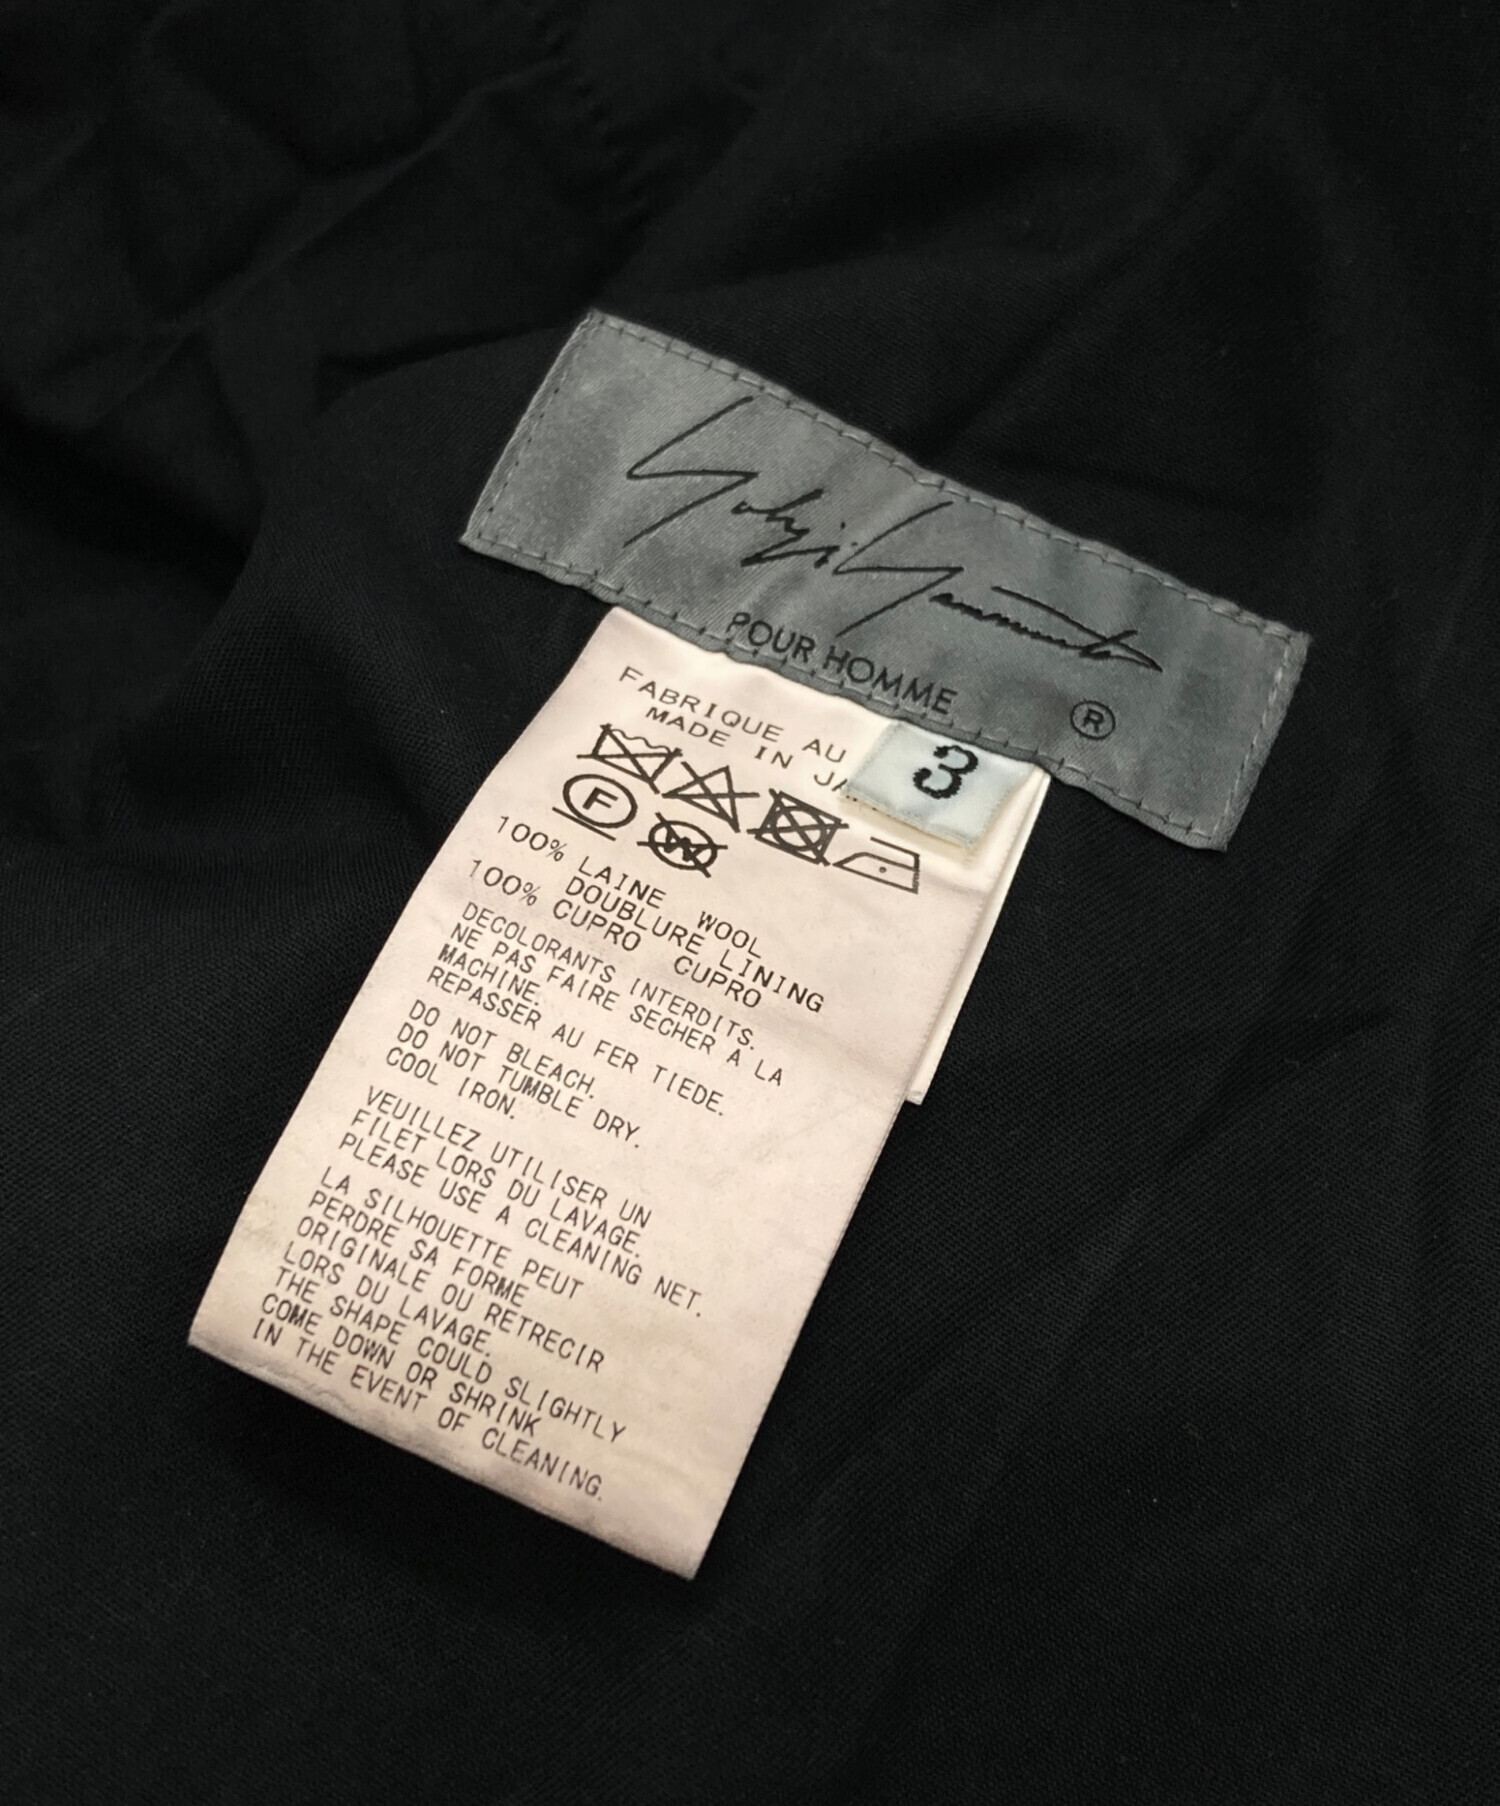 Yohji Yamamoto
POUR HOMME
®
3
FABRIQUE AU
MADE IN
F
W
100% LAINE WOOL
DOUBLURE LINING
100% CUPRO CUPRO
DECOLORANTS INTERDITS.
NE PAS FAIRE SECHER A LA
MACHINE.
REPASSER AU FER TIEDE.
DO NOT BLEACH.
DO NOT TUMBLE DRY.
COOL IRON.
VEUILLEZ UTILISER UN
FILET LORS DU LAVAGE.
PLEASE USE A CLEANING NET.
LA SILHOUETTE PEUT
PERDRE SA FORME
ORIGINALE OU RETRECIR
LORS DU LAVAGE.
THE SHAPE COULD SLIGHTLY
COME DOWN OR SHRINK
IN THE EVENT OF CLEANING.